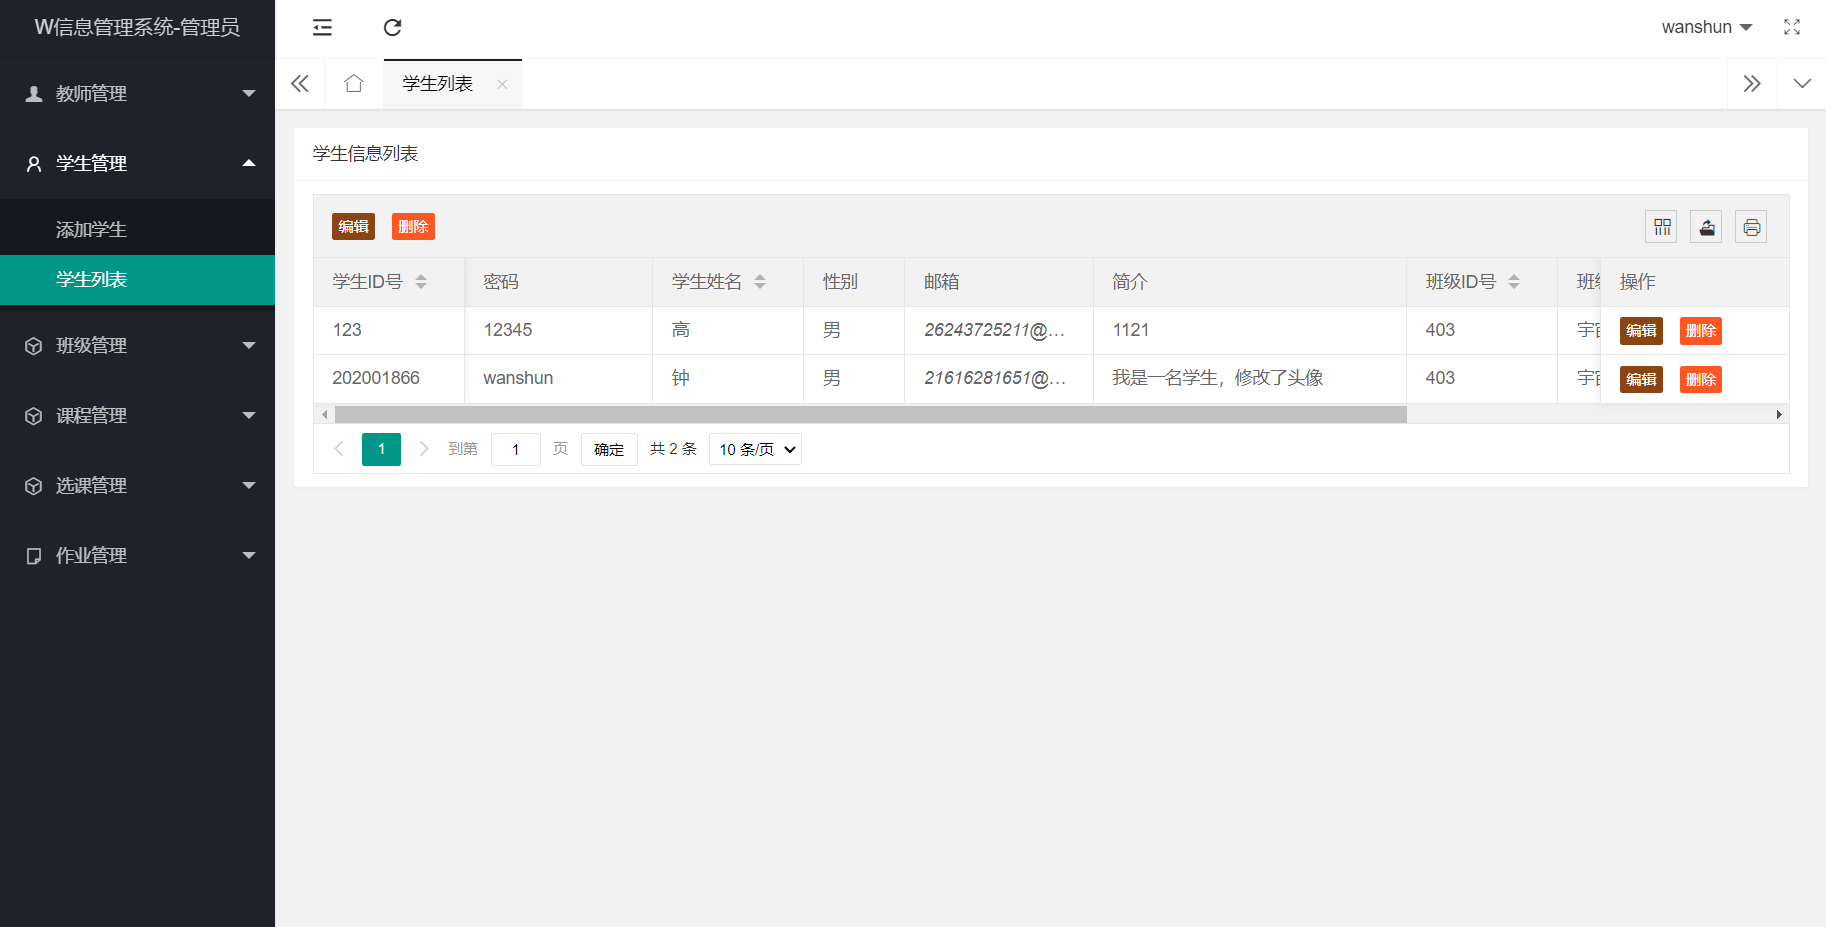 W信息管理系统-管理员
wanshun
教师管理
学生管理
添加学生
学生列表
班级管理
课程管理
选课管理
作业管理
学生列表
学生信息列表
编辑 删除
学生ID号 密码 学生姓名 性别 邮箱 简介 班级ID号 班级 操作
123 12345 高 男 26243725211@... 1121 403 宇宙 编辑 删除
202001866 wanshun 钟 男 21616281651@... 我是一名学生，修改了头像 403 宇宙 编辑 删除
1 到第 1 页 确定 共 2 条 10 条/页